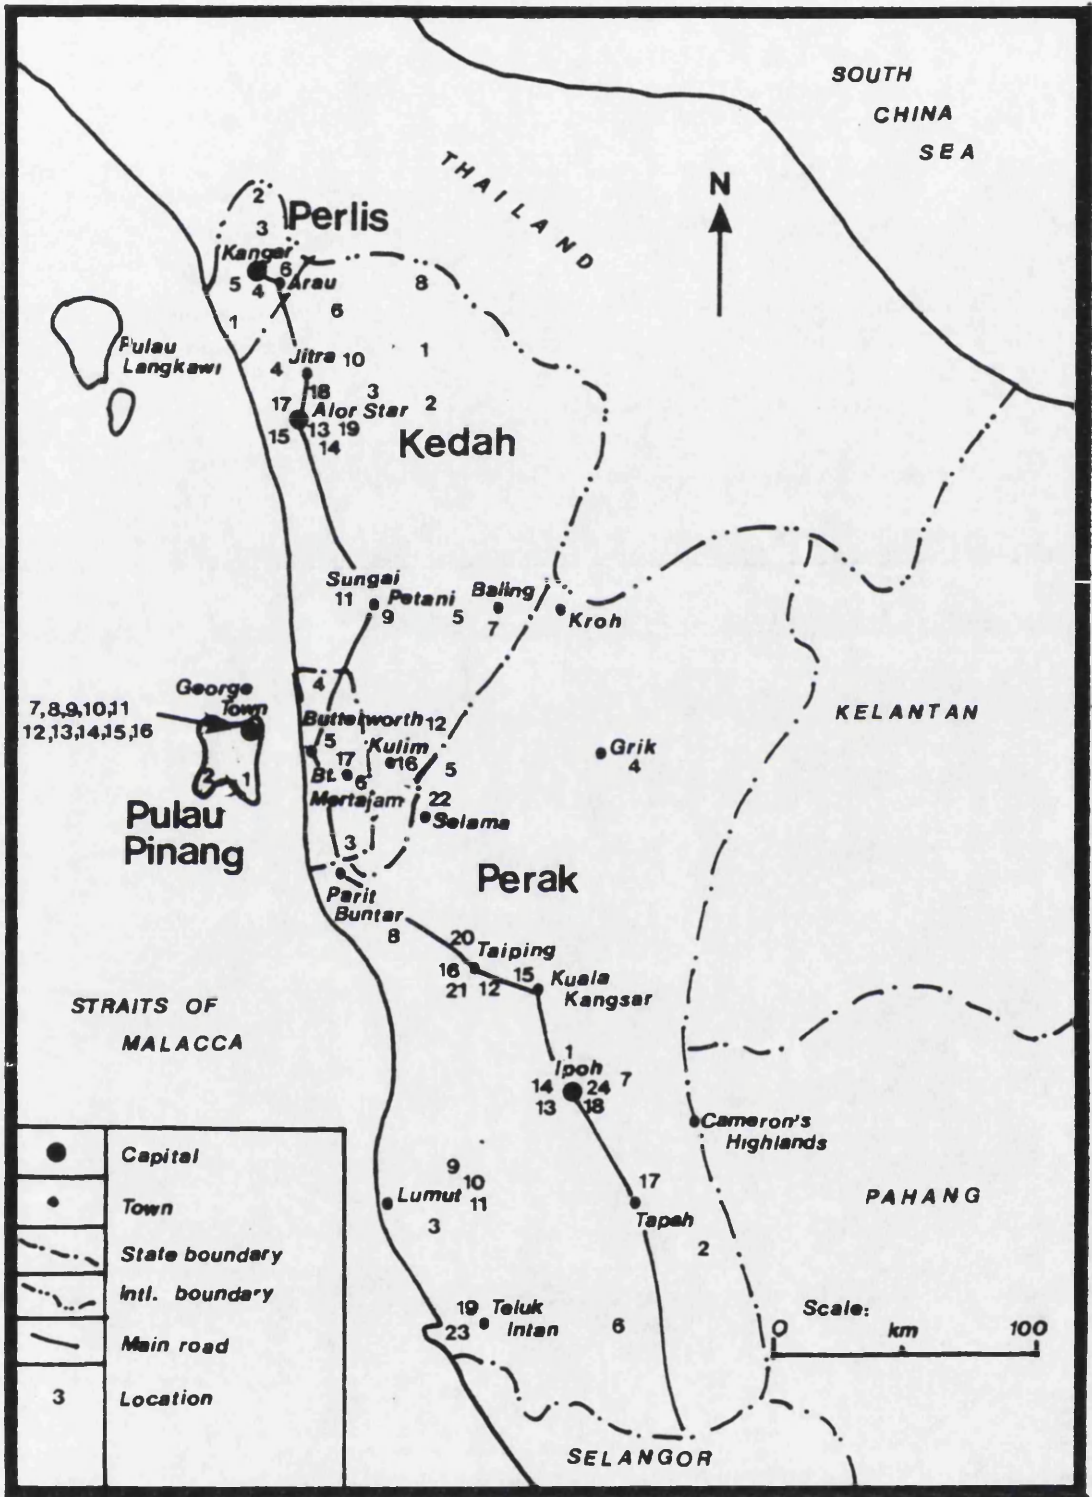 SOUTH
CHINA
SEA
THAILAND
N
2
Perlis
3
Kangar
6
5
4
Arau
8
6
1
Pulau
Langkawi
Jitra 10
1
4
18
3
2
17
Alor Star
13 19
15
14
Kedah
Sungai
11
Petani
9
5
Baling
7
Kroh
4
George
Town
7,8,9,10,11
12,13,14,15,16
Butterworth 12
5
Kulim
17
16
Bt.
6
5
Mertajam
22
Selama
2
1
Pulau
Pinang
3
Grik
4
KELANTAN
Perak
Parit
Buntar
8
20
Taiping
16
21
12
15
Kuala
Kangsar
STRAITS OF
MALACCA
1
Ipoh
7
14
24
13
18
Cameron's
Highlands
9
10
Lumut
11
3
17
Tapah
2
PAHANG
19
Teluk
Intan
23
6
Scale:
0 km 100
SELANGOR
Capital
Town
State boundary
Intl. boundary
Main road
3
Location